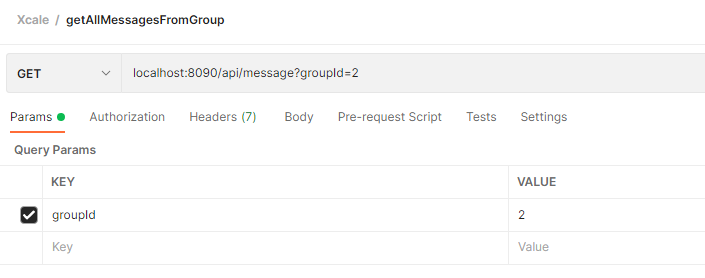 Xcale / getAllMessagesFromGroup
GET localhost:8090/api/message?groupId=2
Params Authorization Headers (7) Body Pre-request Script Tests Settings
Query Params
KEY VALUE
groupId 2
Key Value